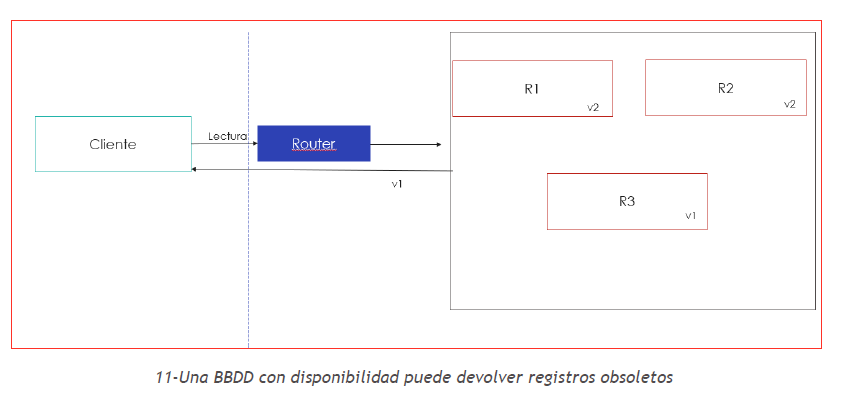 R1
v2
R2
v2
Cliente
Lectura
Router
v1
R3
v1
11-Una BBDD con disponibilidad puede devolver registros obsoletos